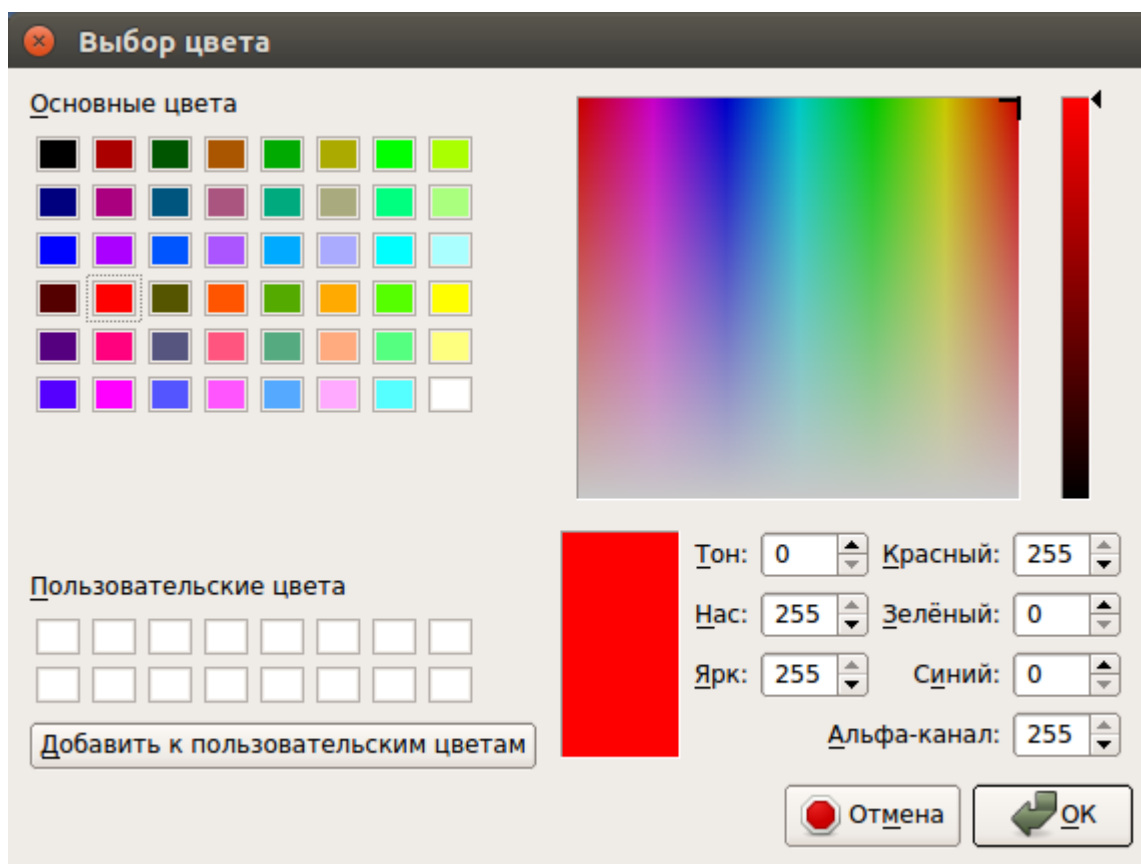 Выбор цвета
Основные цвета
Тон: 0 Красный: 255
Пользовательские цвета
Нас: 255 Зелёный: 0
Ярк: 255 Синий: 0
Добавить к пользовательским цветам
Альфа-канал: 255
Отмена ОК